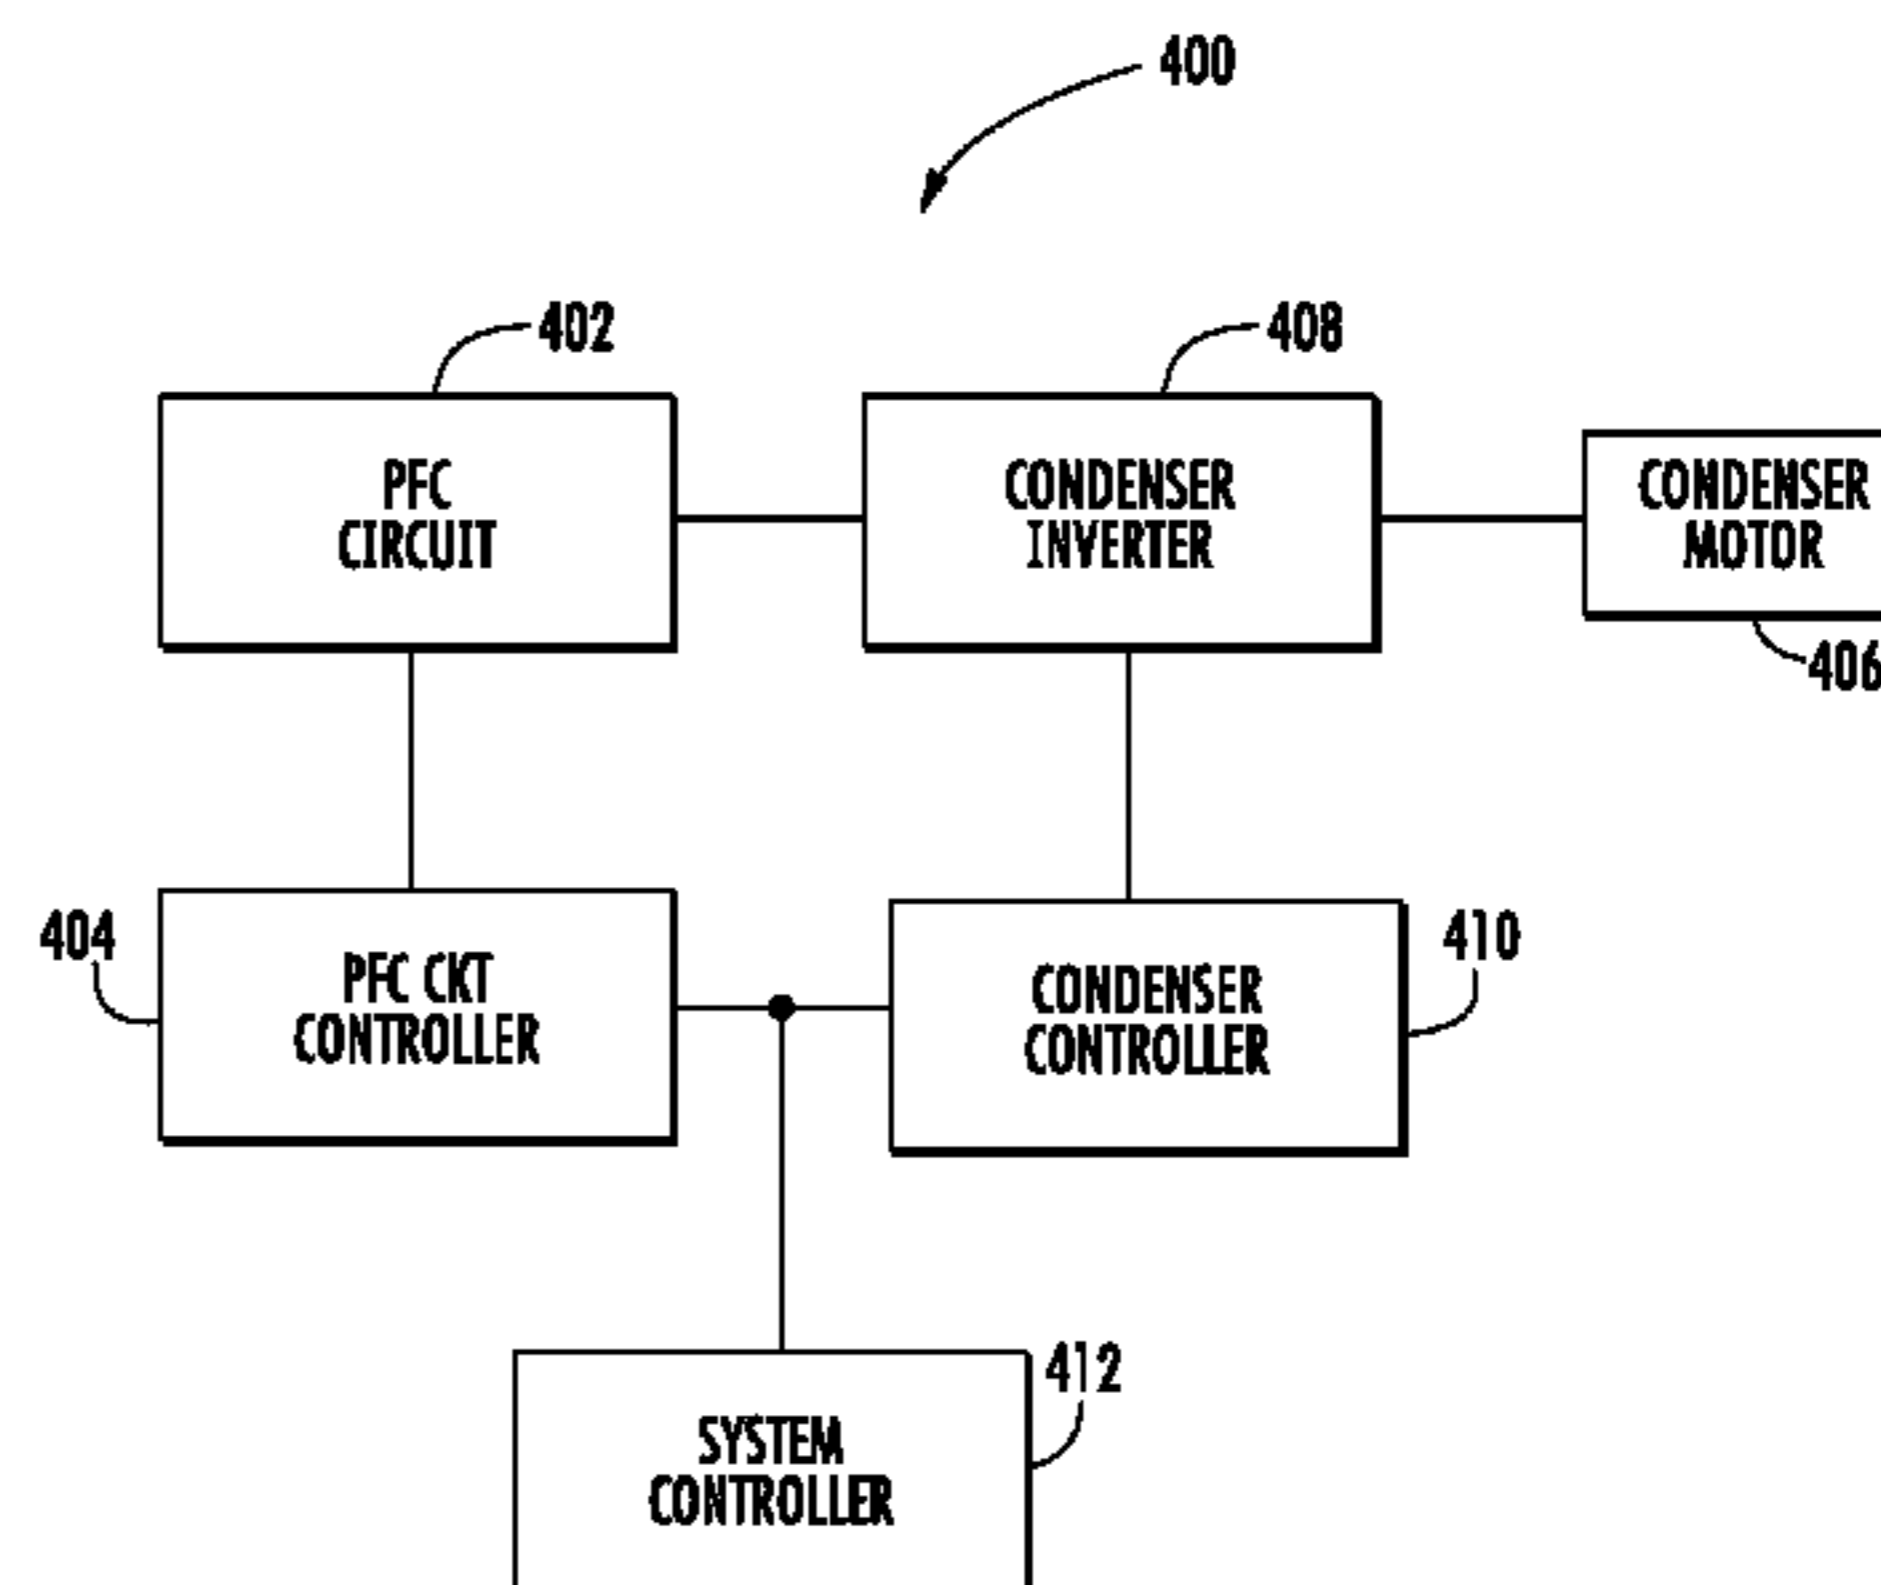 400
402
408
PFC
CIRCUIT
CONDENSER
INVERTER
CONDENSER
MOTOR
406
404
PFC CKT
CONTROLLER
CONDENSER
CONTROLLER
410
412
SYSTEM
CONTROLLER